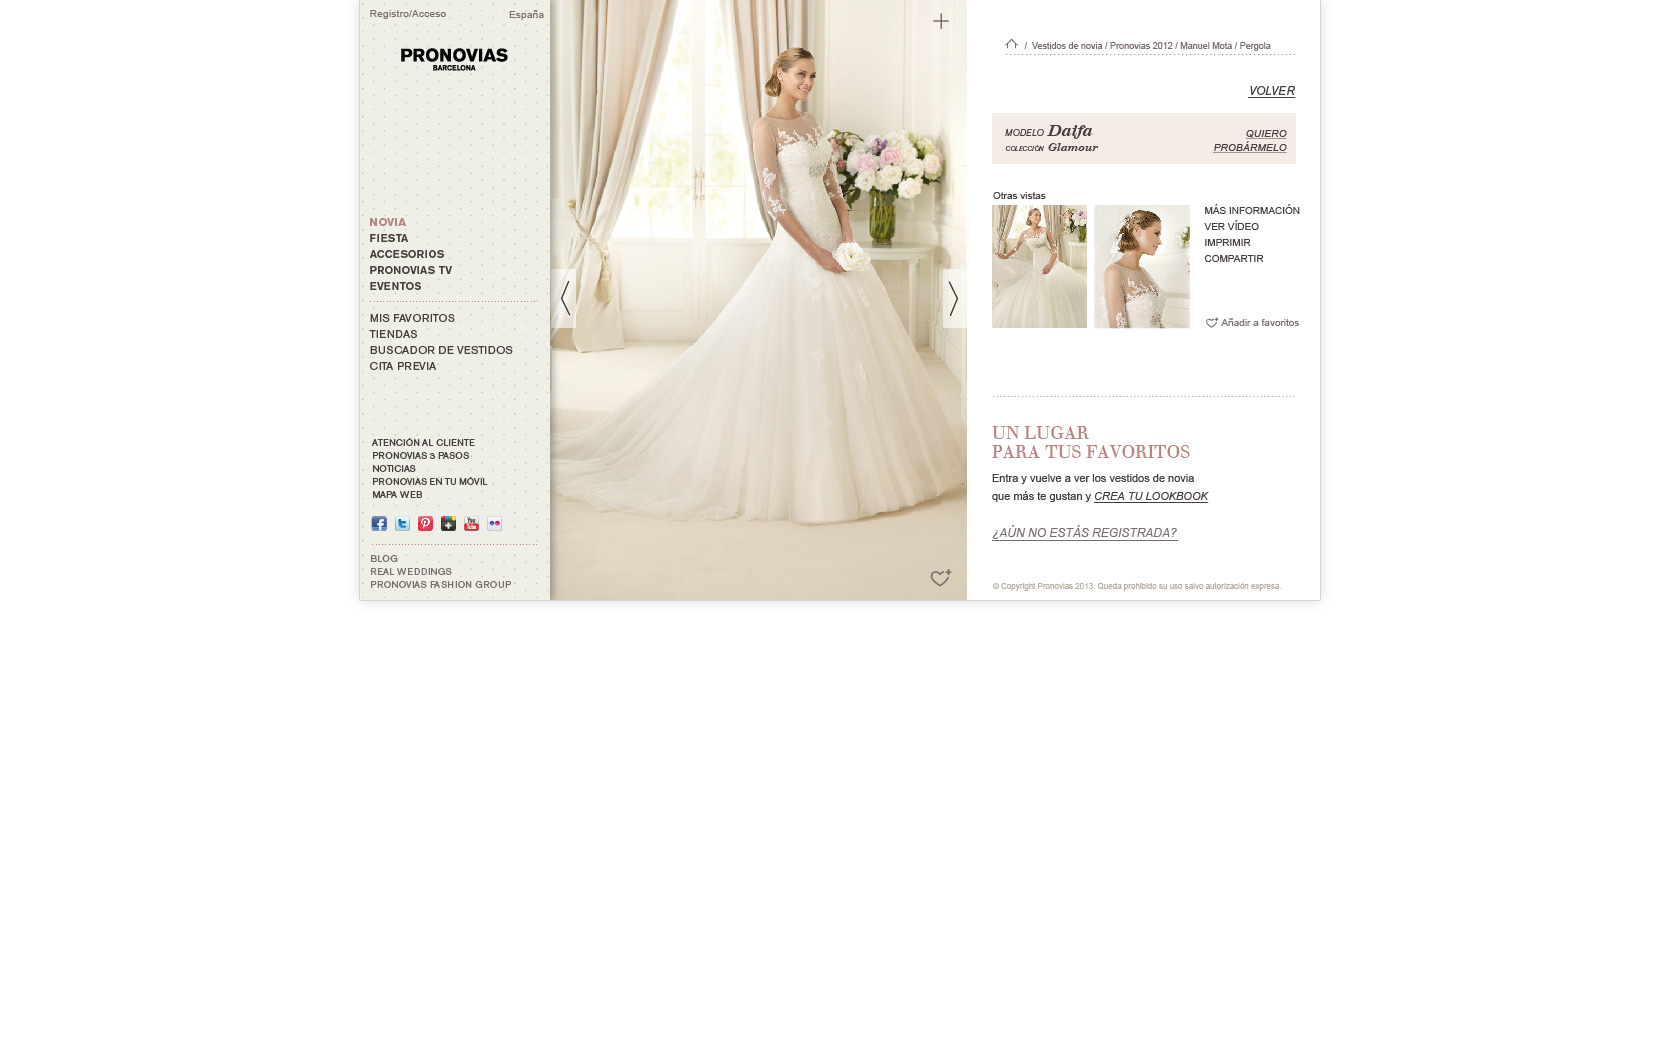 Registro/Acceso
España
PRONOVIAS
BARCELONA
NOVIA
FIESTA
ACCESORIOS
PRONOVIAS TV
EVENTOS
MIS FAVORITOS
TIENDAS
BUSCADOR DE VESTIDOS
CITA PREVIA
ATENCIÓN AL CLIENTE
PRONOVIAS 3 PASOS
NOTICIAS
PRONOVIAS EN TU MÓVIL
MAPA WEB
You
Tube
BLOG
REAL WEDDINGS
PRONOVIAS FASHION GROUP
/ Vestidos de novia / Pronovias 2012 / Manuel Mota / Pergola
VOLVER
MODELO Daifa
COLECCIÓN Glamour
QUIERO
PROBÁRMELO
Otras vistas
MÁS INFORMACIÓN
VER VÍDEO
IMPRIMIR
COMPARTIR
Añadir a favoritos
UN LUGAR
PARA TUS FAVORITOS
Entra y vuelve a ver los vestidos de novia
que más te gustan y CREA TU LOOKBOOK
¿AÚN NO ESTÁS REGISTRADA?
© Copyright Pronovias 2013. Queda prohibido su uso salvo autorización expresa.